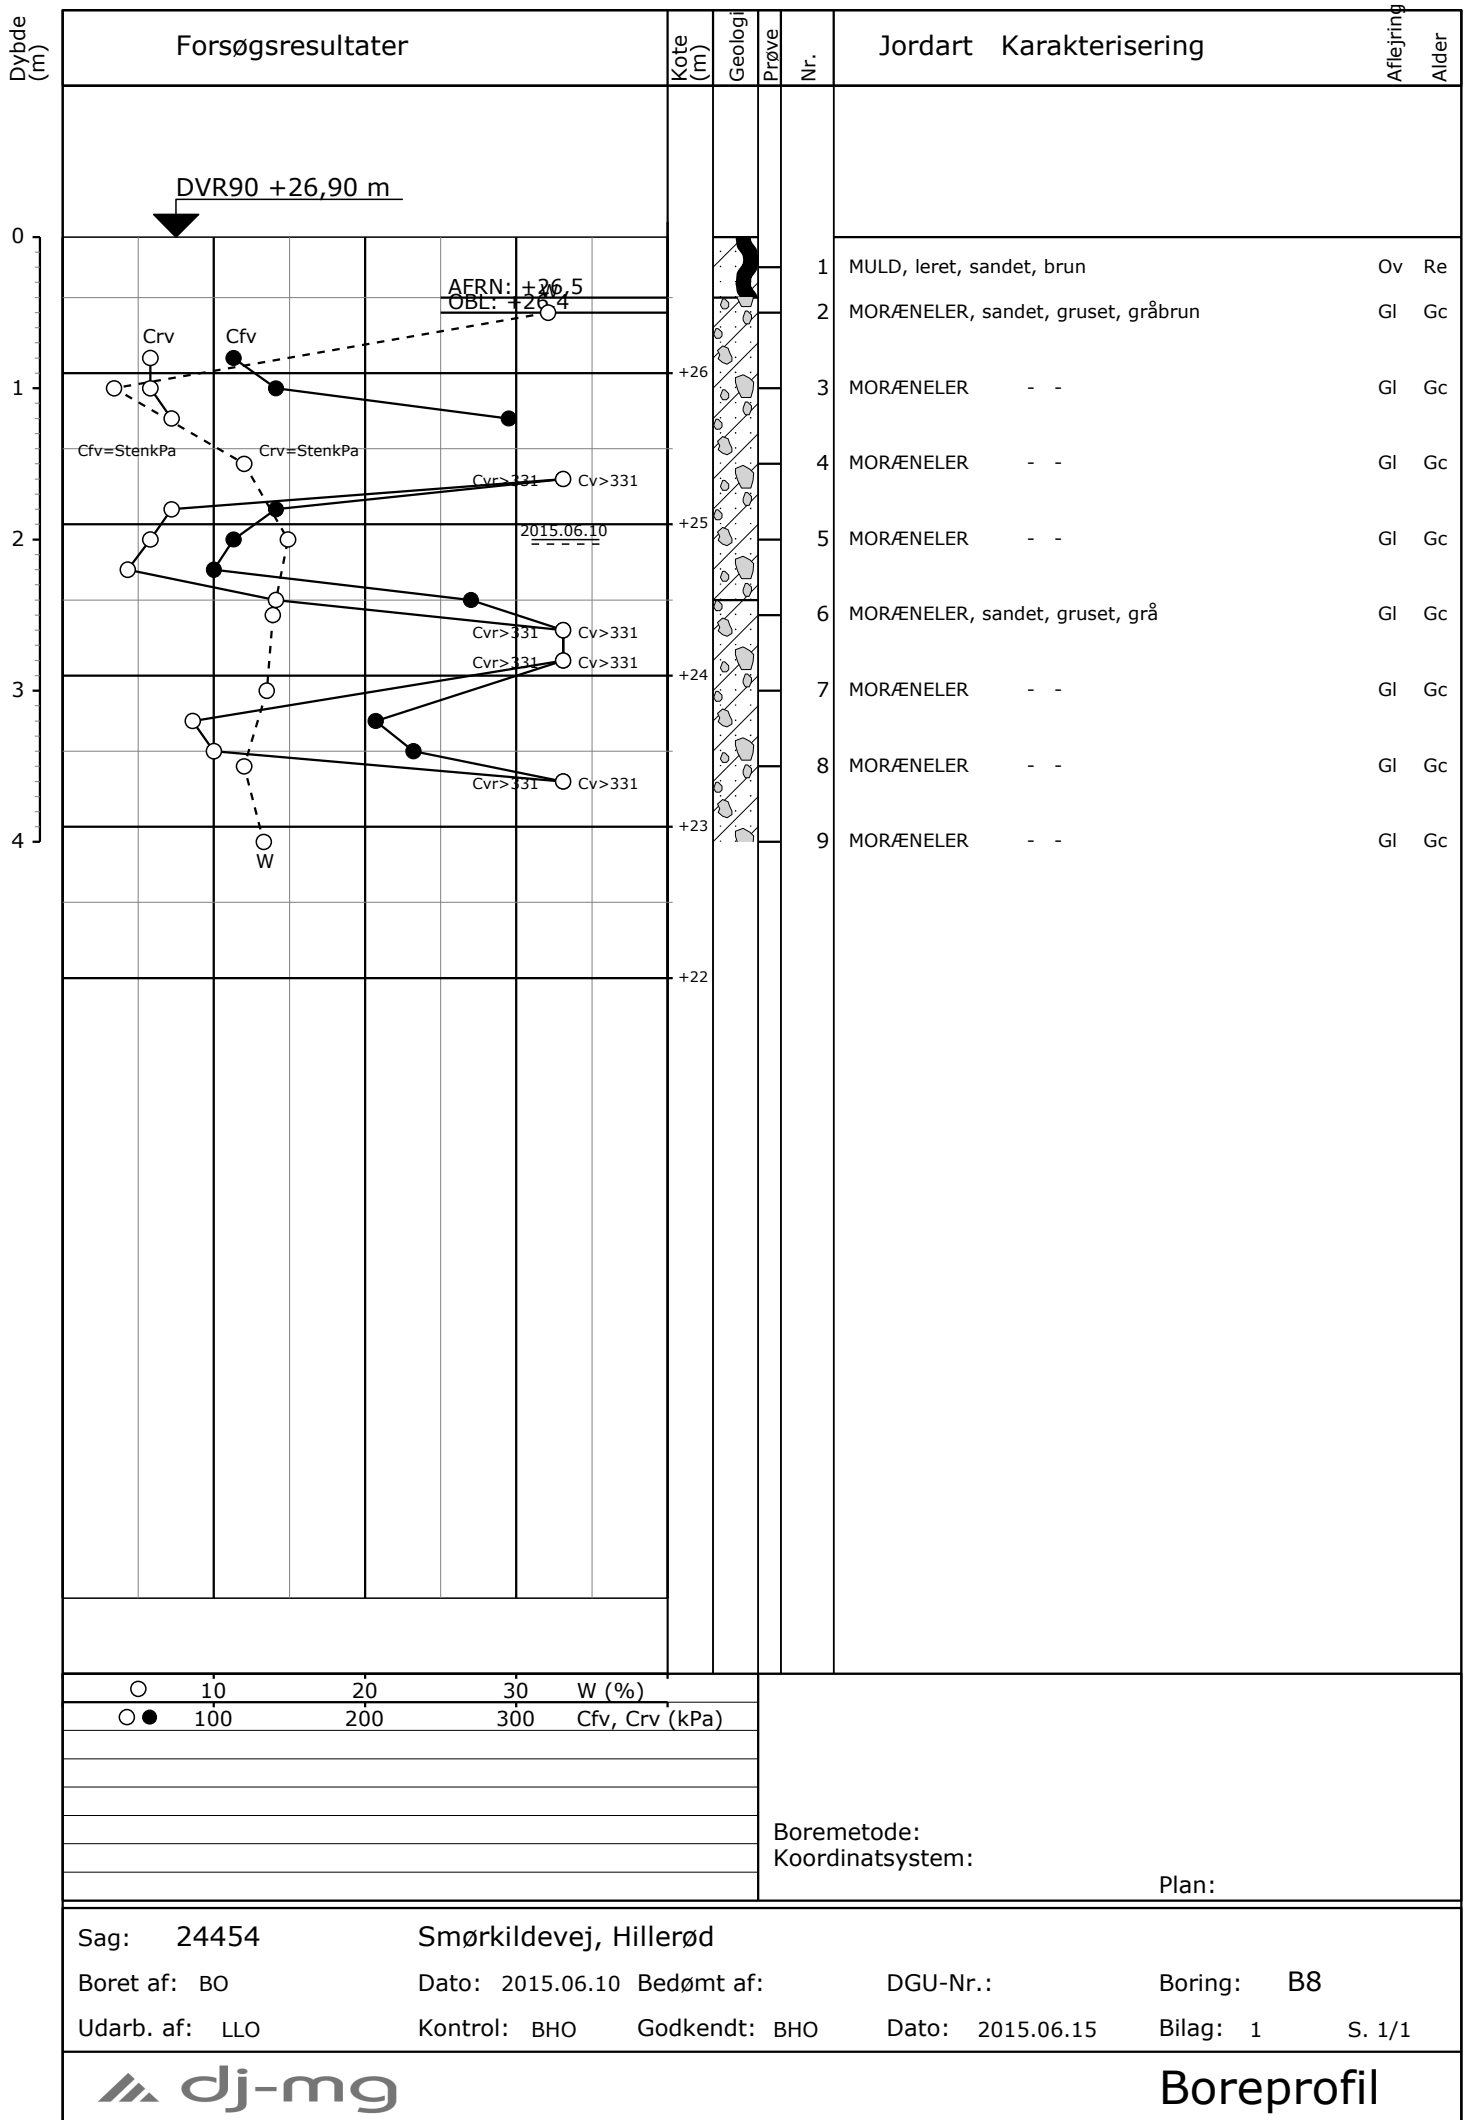 Dybde (m)
Forsøgsresultater
Kote (m)
Geologi
Prøve
Nr.
Jordart Karakterisering
Aflejring
Alder
DVR90 +26,90 m
0
1 MULD, leret, sandet, brun Ov Re
AFRN: +26,5
W
OBL: +26,4
2 MORÆNELER, sandet, gruset, gråbrun Gl Gc
Crv Cfv
+26
1
3 MORÆNELER - - Gl Gc
Cfv=StenkPa Crv=StenkPa
4 MORÆNELER - - Gl Gc
Cvr>331 Cv>331
+25
2015.06.10
2
5 MORÆNELER - - Gl Gc
6 MORÆNELER, sandet, gruset, grå Gl Gc
Cvr>331 Cv>331
Cvr>331 Cv>331
+24
3
7 MORÆNELER - - Gl Gc
8 MORÆNELER - - Gl Gc
Cvr>331 Cv>331
+23
4
9 MORÆNELER - - Gl Gc
W
+22
10 20 30 W (%)
100 200 300 Cfv, Crv (kPa)
Boremetode:
Koordinatsystem:
Plan:
Sag: 24454 Smørkildevej, Hillerød
Boret af: BO Dato: 2015.06.10 Bedømt af: DGU-Nr.: Boring: B8
Udarb. af: LLO Kontrol: BHO Godkendt: BHO Dato: 2015.06.15 Bilag: 1 S. 1/1
dj-mg
Boreprofil